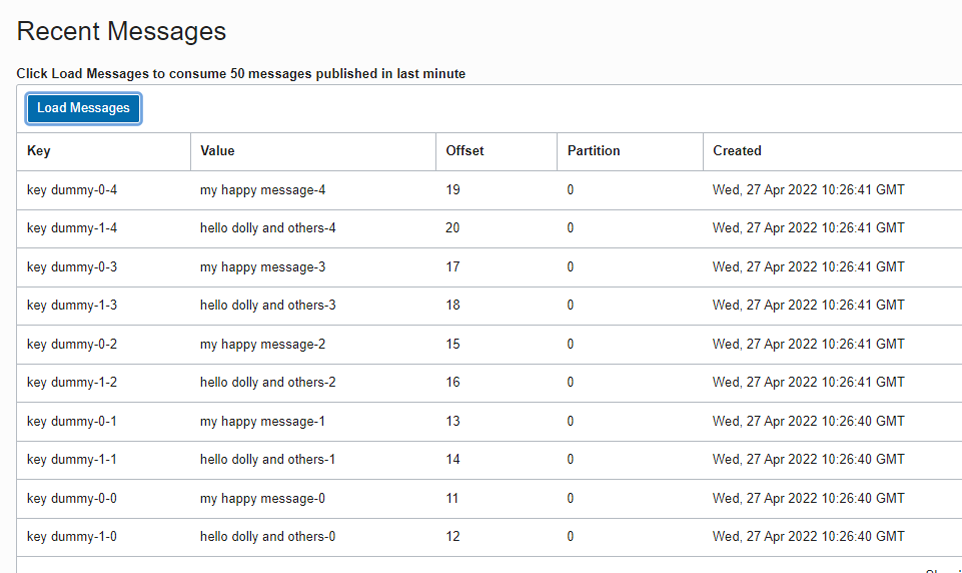 Recent Messages
Click Load Messages to consume 50 messages published in last minute
Load Messages
Key Value Offset Partition Created
key dummy-0-4 my happy message-4 19 0 Wed, 27 Apr 2022 10:26:41 GMT
key dummy-1-4 hello dolly and others-4 20 0 Wed, 27 Apr 2022 10:26:41 GMT
key dummy-0-3 my happy message-3 17 0 Wed, 27 Apr 2022 10:26:41 GMT
key dummy-1-3 hello dolly and others-3 18 0 Wed, 27 Apr 2022 10:26:41 GMT
key dummy-0-2 my happy message-2 15 0 Wed, 27 Apr 2022 10:26:41 GMT
key dummy-1-2 hello dolly and others-2 16 0 Wed, 27 Apr 2022 10:26:41 GMT
key dummy-0-1 my happy message-1 13 0 Wed, 27 Apr 2022 10:26:40 GMT
key dummy-1-1 hello dolly and others-1 14 0 Wed, 27 Apr 2022 10:26:40 GMT
key dummy-0-0 my happy message-0 11 0 Wed, 27 Apr 2022 10:26:40 GMT
key dummy-1-0 hello dolly and others-0 12 0 Wed, 27 Apr 2022 10:26:40 GMT